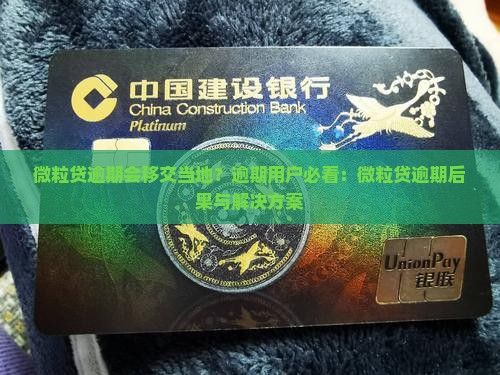 中国建设银行
China Construction Bank
Platinum
微粒贷逾期会移交当地？逾期用户必看：微粒贷逾期后
果与解决方案
UnionPay
银联